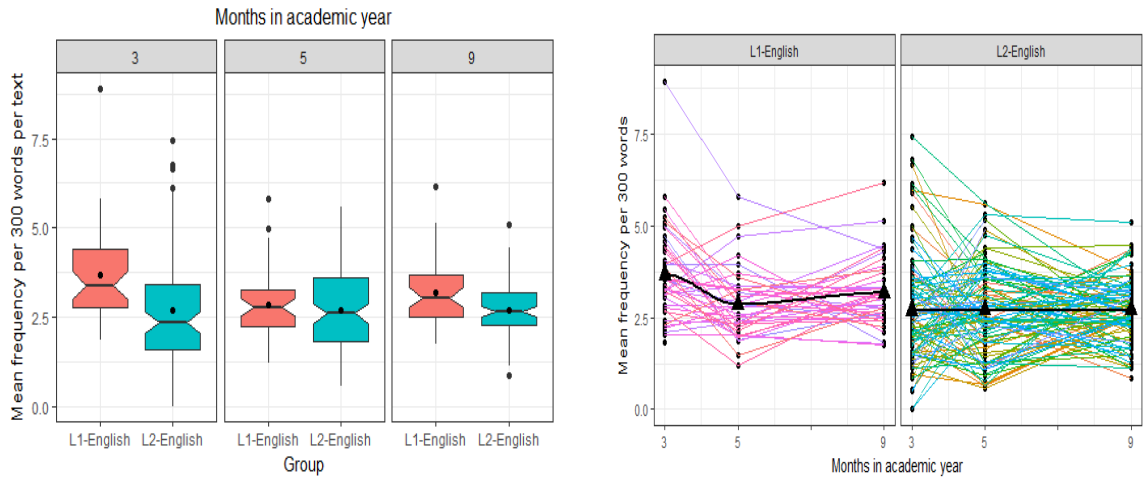 Months in academic year
3 5 9
Mean frequency per 300 words per text
7.5
5.0
2.5
0.0
L1-English L2-English L1-English L2-English L1-English L2-English
Group
L1-English L2-English
Mean frequency per 300 words
7.5
5.0
2.5
0.0
3 5 9 3 5 9
Months in academic year